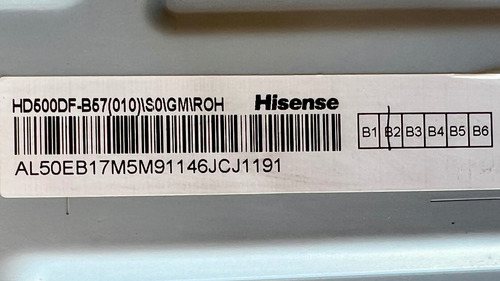 HD500DF-B57(010)\S0\GM\ROH Hisense
B1 B2 B3 B4 B5 B6
AL50EB17M5M91146JCJ1191